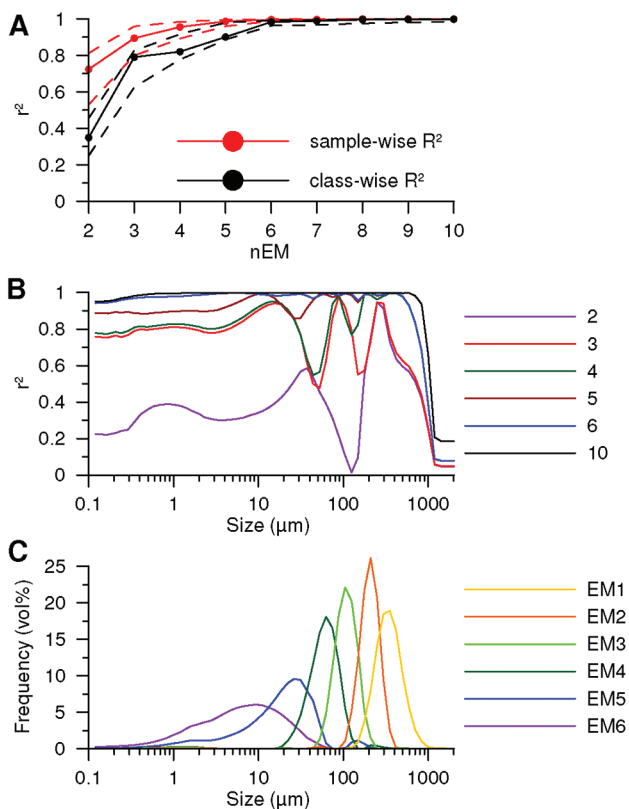 A
1
0.8
0.6
0.4
0.2
0
r²
sample-wise R²
class-wise R²
2 3 4 5 6 7 8 9 10
nEM
B
1
0.8
0.6
0.4
0.2
0
r²
0.1 1 10 100 1000
Size (µm)
2
3
4
5
6
10
C
25
20
15
10
5
0
Frequency (vol%)
0.1 1 10 100 1000
Size (µm)
EM1
EM2
EM3
EM4
EM5
EM6